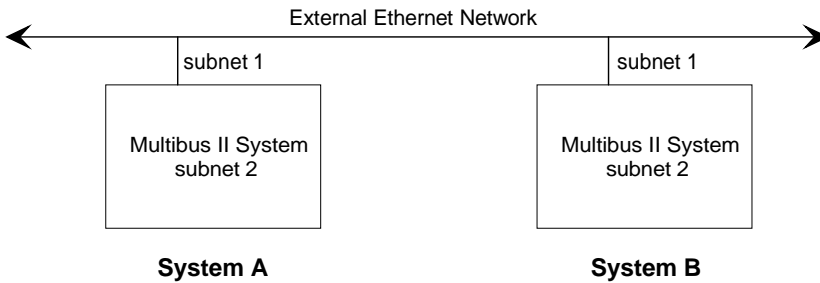 External Ethernet Network
subnet 1
subnet 1
Multibus II System
subnet 2
Multibus II System
subnet 2
System A
System B